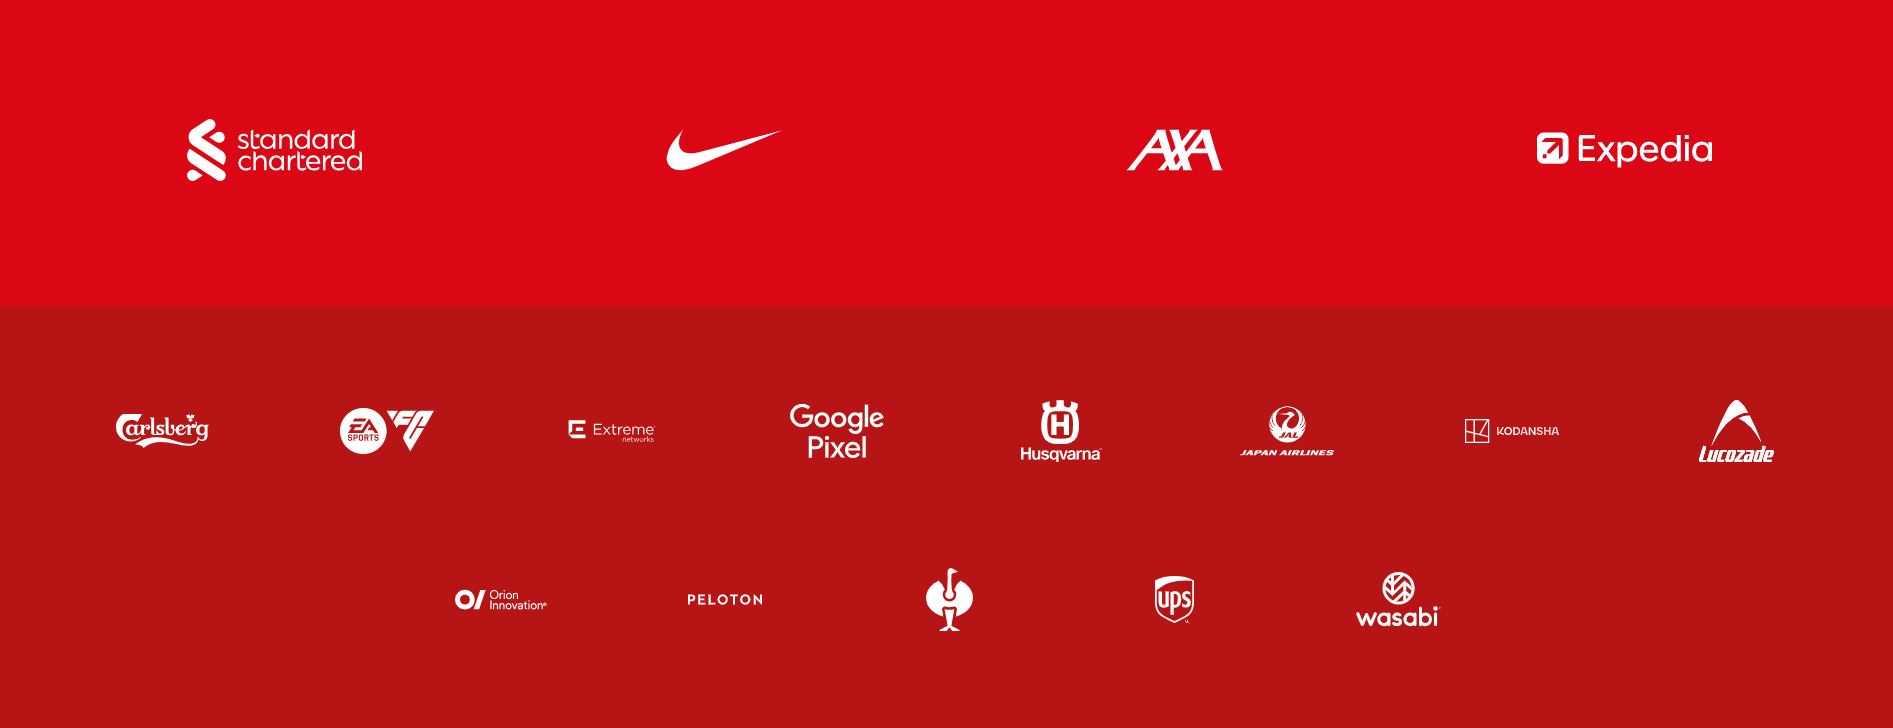 standard
chartered
AXA
Expedia
Carlsberg
EA
SPORTS
FC
Extreme
networks
Google
Pixel
H
Husqvarna
JAL
JAPAN AIRLINES
KODANSHA
Lucozade
Orion
Innovation®
PELOTON
ups
wasabi